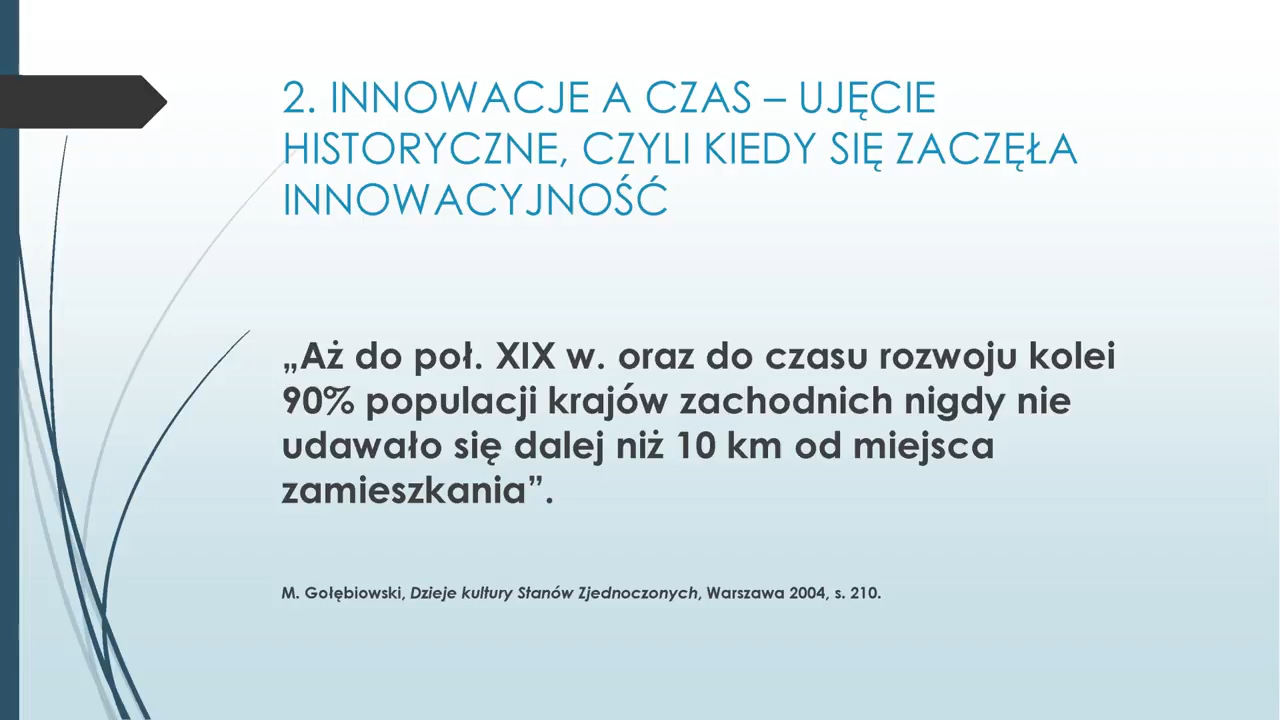 2. INNOWACJE A CZAS – UJĘCIE
HISTORYCZNE, CZYLI KIEDY SIĘ ZACZĘŁA
INNOWACYJNOŚĆ
„Aż do poł. XIX w. oraz do czasu rozwoju kolei
90% populacji krajów zachodnich nigdy nie
udawało się dalej niż 10 km od miejsca
zamieszkania”.
M. Gołębiowski, Dzieje kultury Stanów Zjednoczonych, Warszawa 2004, s. 210.